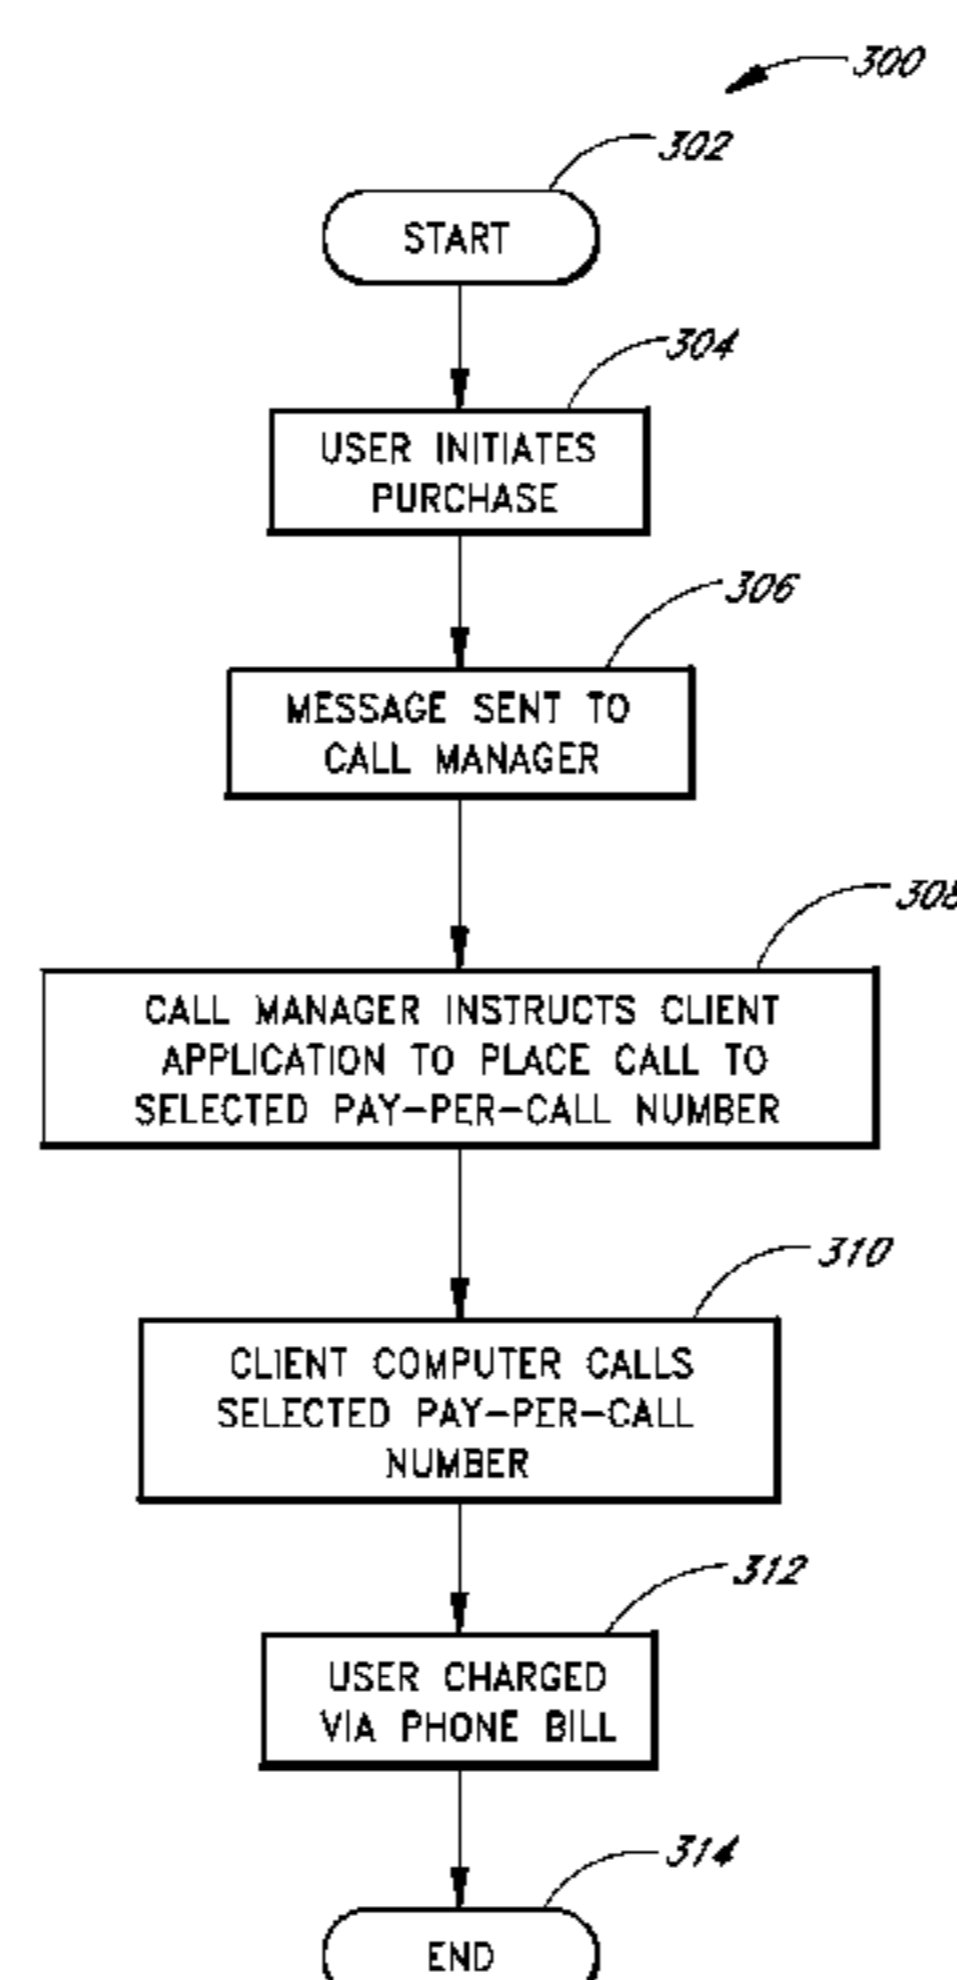 300
302
START
304
USER INITIATES
PURCHASE
306
MESSAGE SENT TO
CALL MANAGER
308
CALL MANAGER INSTRUCTS CLIENT
APPLICATION TO PLACE CALL TO
SELECTED PAY-PER-CALL NUMBER
310
CLIENT COMPUTER CALLS
SELECTED PAY-PER-CALL
NUMBER
312
USER CHARGED
VIA PHONE BILL
314
END